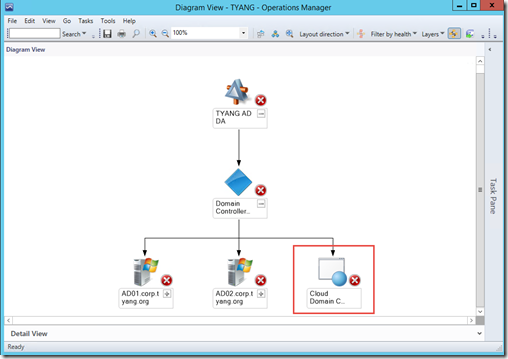 Diagram View - TYANG - Operations Manager
File Edit View Go Tasks Tools Help
Search 100% Layout direction Filter by health Layers
Diagram View
TYANG AD
DA
Domain
Controller...
AD01.corp.t
yang.org
AD02.corp.t
yang.org
Cloud
Domain C...
Task Pane
Detail View
Ready